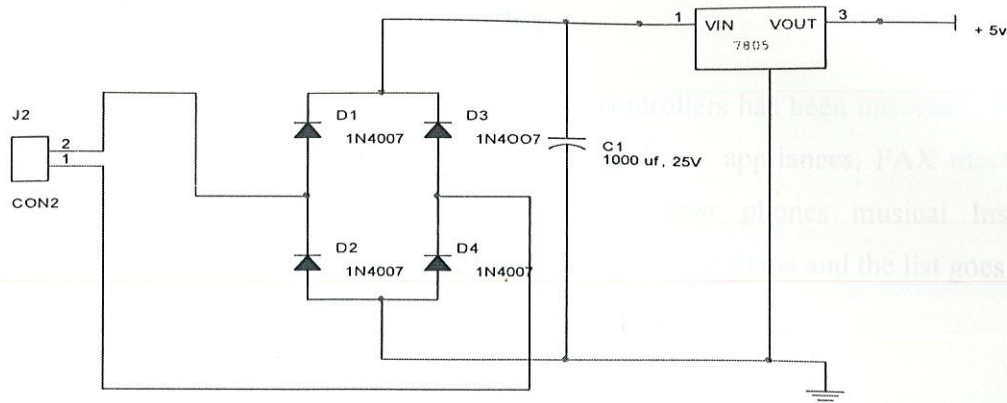 1
VIN
VOUT
3
7805
+ 5v
J2
2
1
CON2
D1
1N4007
D3
1N4OO7
C1
1000 uf, 25V
D2
1N4007
D4
1N4007
controllers had been
appliances, FAX
phones musical
and the list goes